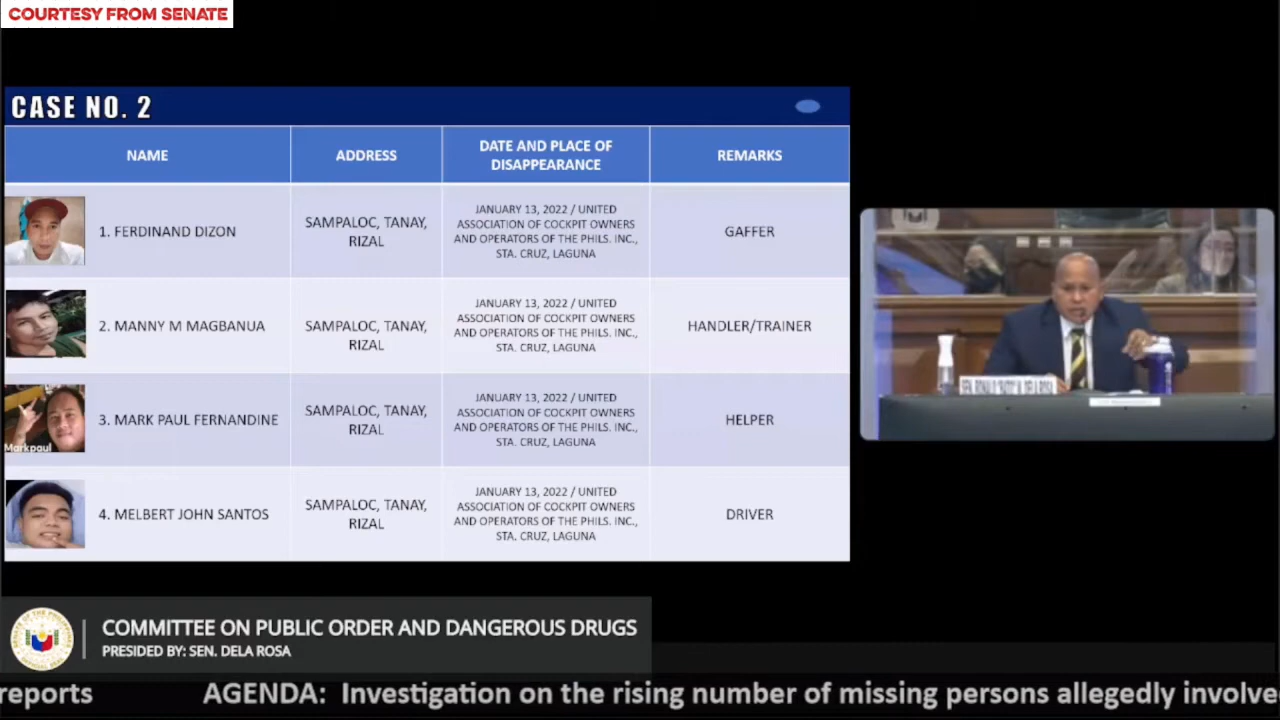 COURTESY FROM SENATE
CASE NO. 2
NAME
ADDRESS
DATE AND PLACE OF
DISAPPEARANCE
REMARKS
1. FERDINAND DIZON
SAMPALOC, TANAY,
RIZAL
JANUARY 13, 2022 / UNITED
ASSOCIATION OF COCKPIT OWNERS
AND OPERATORS OF THE PHILS. INC.,
STA. CRUZ, LAGUNA
GAFFER
2. MANNY M MAGBANUA
SAMPALOC, TANAY,
RIZAL
JANUARY 13, 2022 / UNITED
ASSOCIATION OF COCKPIT OWNERS
AND OPERATORS OF THE PHILS. INC.,
STA. CRUZ, LAGUNA
HANDLER/TRAINER
Markpaul
3. MARK PAUL FERNANDINE
SAMPALOC, TANAY,
RIZAL
JANUARY 13, 2022 / UNITED
ASSOCIATION OF COCKPIT OWNERS
AND OPERATORS OF THE PHILS. INC.,
STA. CRUZ, LAGUNA
HELPER
4. MELBERT JOHN SANTOS
SAMPALOC, TANAY,
RIZAL
JANUARY 13, 2022 / UNITED
ASSOCIATION OF COCKPIT OWNERS
AND OPERATORS OF THE PHILS. INC.,
STA. CRUZ, LAGUNA
DRIVER
SEN. RONALD "BATO" M. DELA ROSA
COMMITTEE ON PUBLIC ORDER AND DANGEROUS DRUGS
PRESIDED BY: SEN. DELA ROSA
reports AGENDA: Investigation on the rising number of missing persons allegedly involve